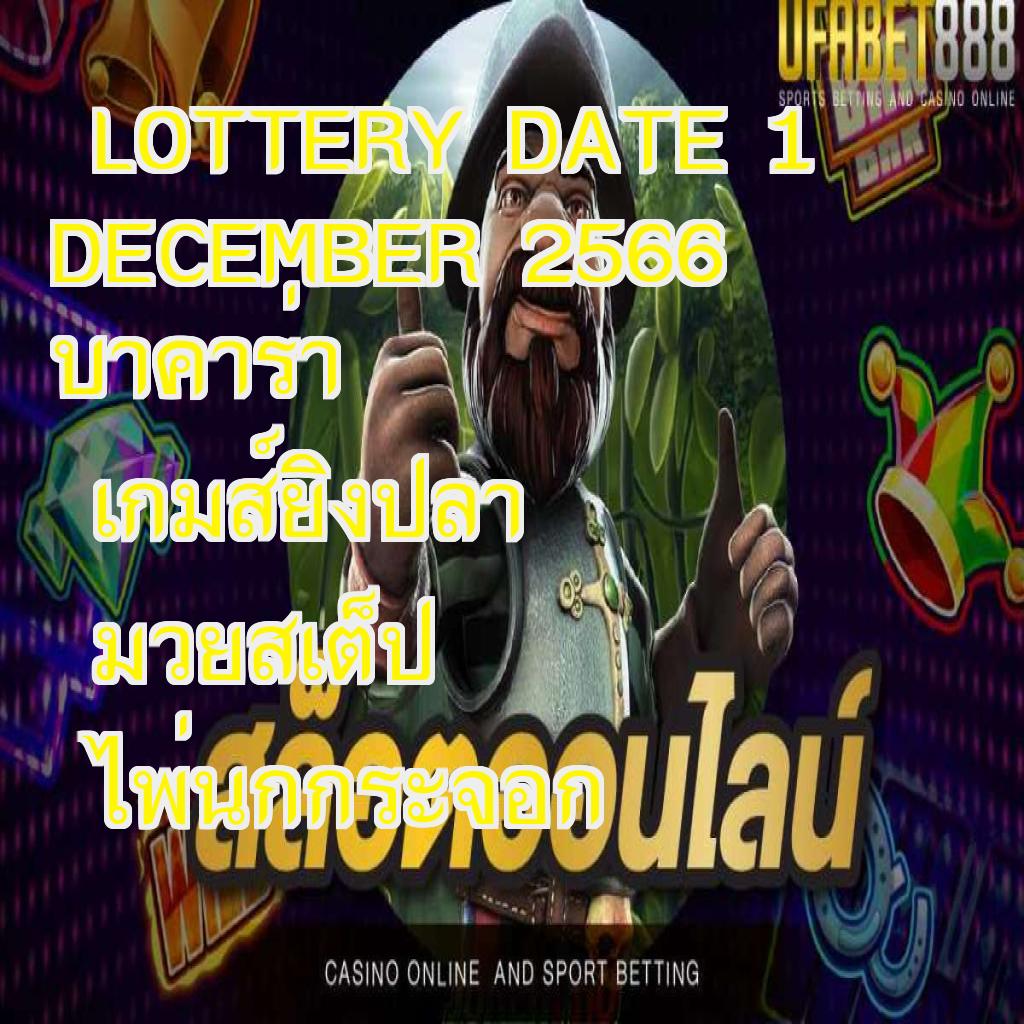 UFABET888
SPORTS BETTING AND CASINO ONLINE
BAR
LOTTERY DATE 1
DECEMBER 2566
บาคาร่า
เกมส์ยิงปลา
มวยสเต็ป
ไพ่นกกระจอก
สล็อตออนไลน์
CASINO ONLINE AND SPORT BETTING